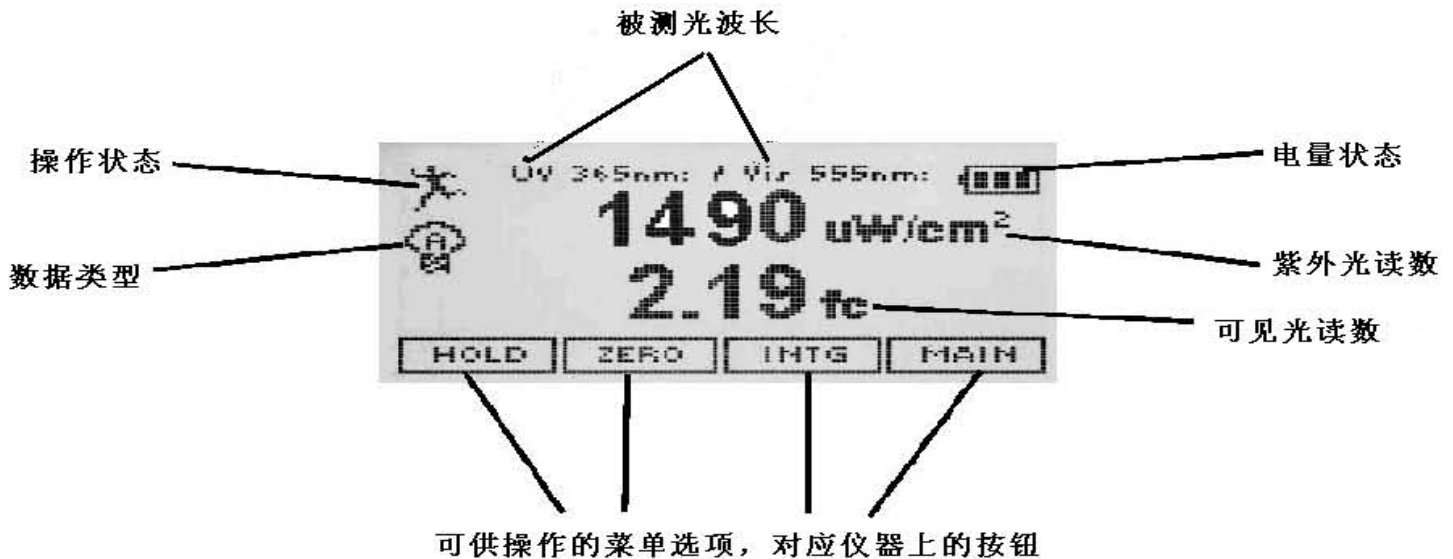 被测光波长
操作状态
电量状态
UV 365nm: / Vis 555nm:
1490 uW/cm²
数据类型
紫外光读数
2.19 fc
可见光读数
HOLD ZERO INTG MAIN
可供操作的菜单选项，对应仪器上的按钮